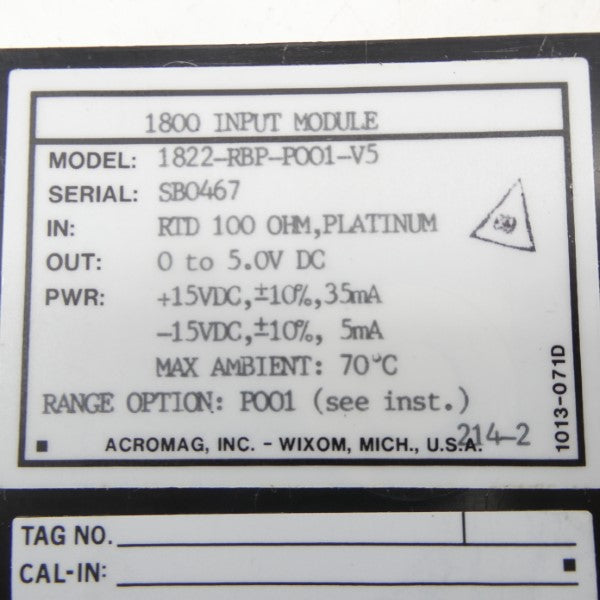 1800 INPUT MODULE
MODEL: 1822-RBP-P001-V5
SERIAL: SB0467
IN: RTD 100 OHM,PLATINUM
OUT: 0 to 5.0V DC
PWR: +15VDC,±10%,35mA
-15VDC,±10%, 5mA
MAX AMBIENT: 70°C
RANGE OPTION: P001 (see inst.)
214-2
ACROMAG, INC. - WIXOM, MICH., U.S.A.
1013-071D
TAG NO.
CAL-IN: